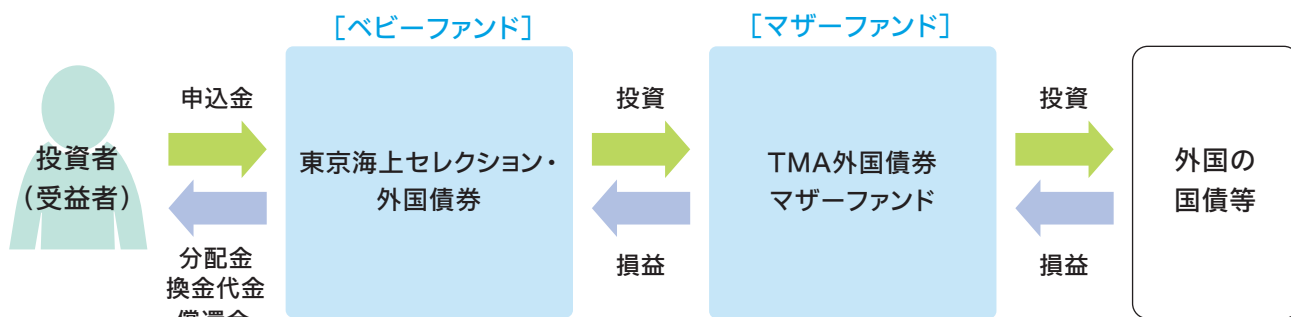 ［ベビーファンド］
［マザーファンド］
投資者
（受益者）
申込金
分配金
換金代金
償還金
東京海上セレクション・
外国債券
投資
損益
TMA外国債券
マザーファンド
投資
損益
外国の
国債等